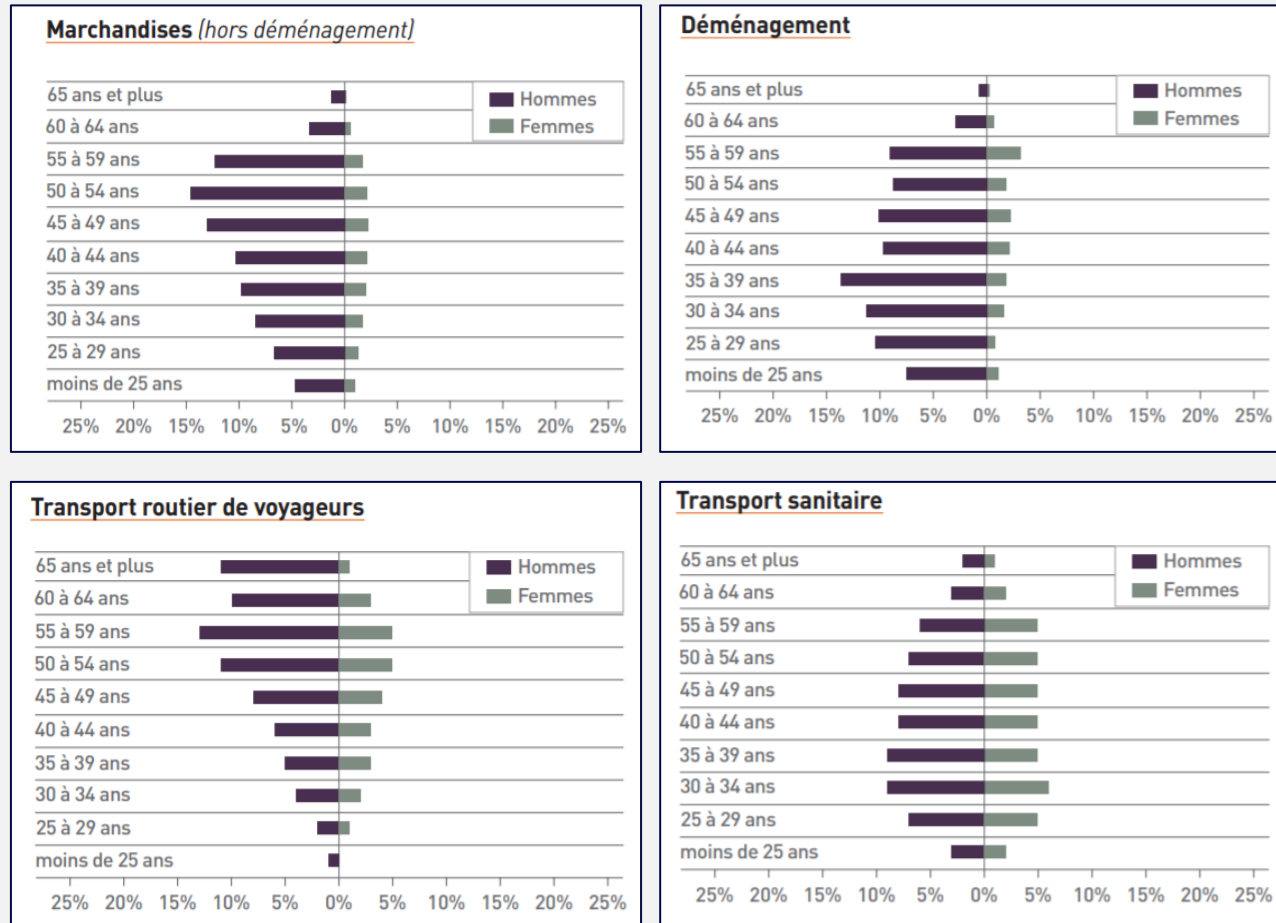 Marchandises (hors déménagement)
Hommes
Femmes
65 ans et plus
60 à 64 ans
55 à 59 ans
50 à 54 ans
45 à 49 ans
40 à 44 ans
35 à 39 ans
30 à 34 ans
25 à 29 ans
moins de 25 ans
25% 20% 15% 10% 5% 0% 5% 10% 15% 20% 25%
Déménagement
Hommes
Femmes
65 ans et plus
60 à 64 ans
55 à 59 ans
50 à 54 ans
45 à 49 ans
40 à 44 ans
35 à 39 ans
30 à 34 ans
25 à 29 ans
moins de 25 ans
25% 20% 15% 10% 5% 0% 5% 10% 15% 20% 25%
Transport routier de voyageurs
Hommes
Femmes
65 ans et plus
60 à 64 ans
55 à 59 ans
50 à 54 ans
45 à 49 ans
40 à 44 ans
35 à 39 ans
30 à 34 ans
25 à 29 ans
moins de 25 ans
25% 20% 15% 10% 5% 0% 5% 10% 15% 20% 25%
Transport sanitaire
Hommes
Femmes
65 ans et plus
60 à 64 ans
55 à 59 ans
50 à 54 ans
45 à 49 ans
40 à 44 ans
35 à 39 ans
30 à 34 ans
25 à 29 ans
moins de 25 ans
25% 20% 15% 10% 5% 0% 5% 10% 15% 20% 25%